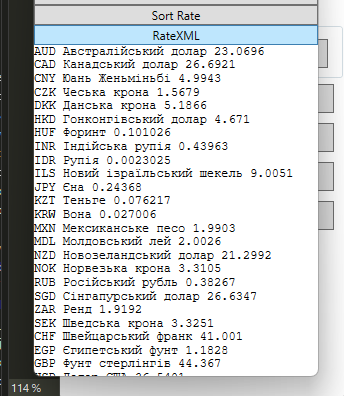 Sort Rate
RateXML
AUD Австралійський долар 23.0696
CAD Канадський долар 26.6921
CNY Юань Женьміньбі 4.9943
CZK Чеська крона 1.5679
DKK Данська крона 5.1866
HKD Гонконгівський долар 4.671
HUF Форинт 0.101026
INR Індійська рупія 0.43963
IDR Рупія 0.0023025
ILS Новий ізраїльський шекель 9.0051
JPY Єна 0.24368
KZT Теньге 0.076217
KRW Вона 0.027006
MXN Мексиканське песо 1.9903
MDL Молдовський лей 2.0026
NZD Новозеландський долар 21.2992
NOK Норвезька крона 3.3105
RUB Російський рубль 0.38267
SGD Сінгапурський долар 26.6347
ZAR Ренд 1.9192
SEK Шведська крона 3.3251
CHF Швейцарський франк 41.001
EGP Єгипетський фунт 1.1828
GBP Фунт стерлінгів 44.367
114 %